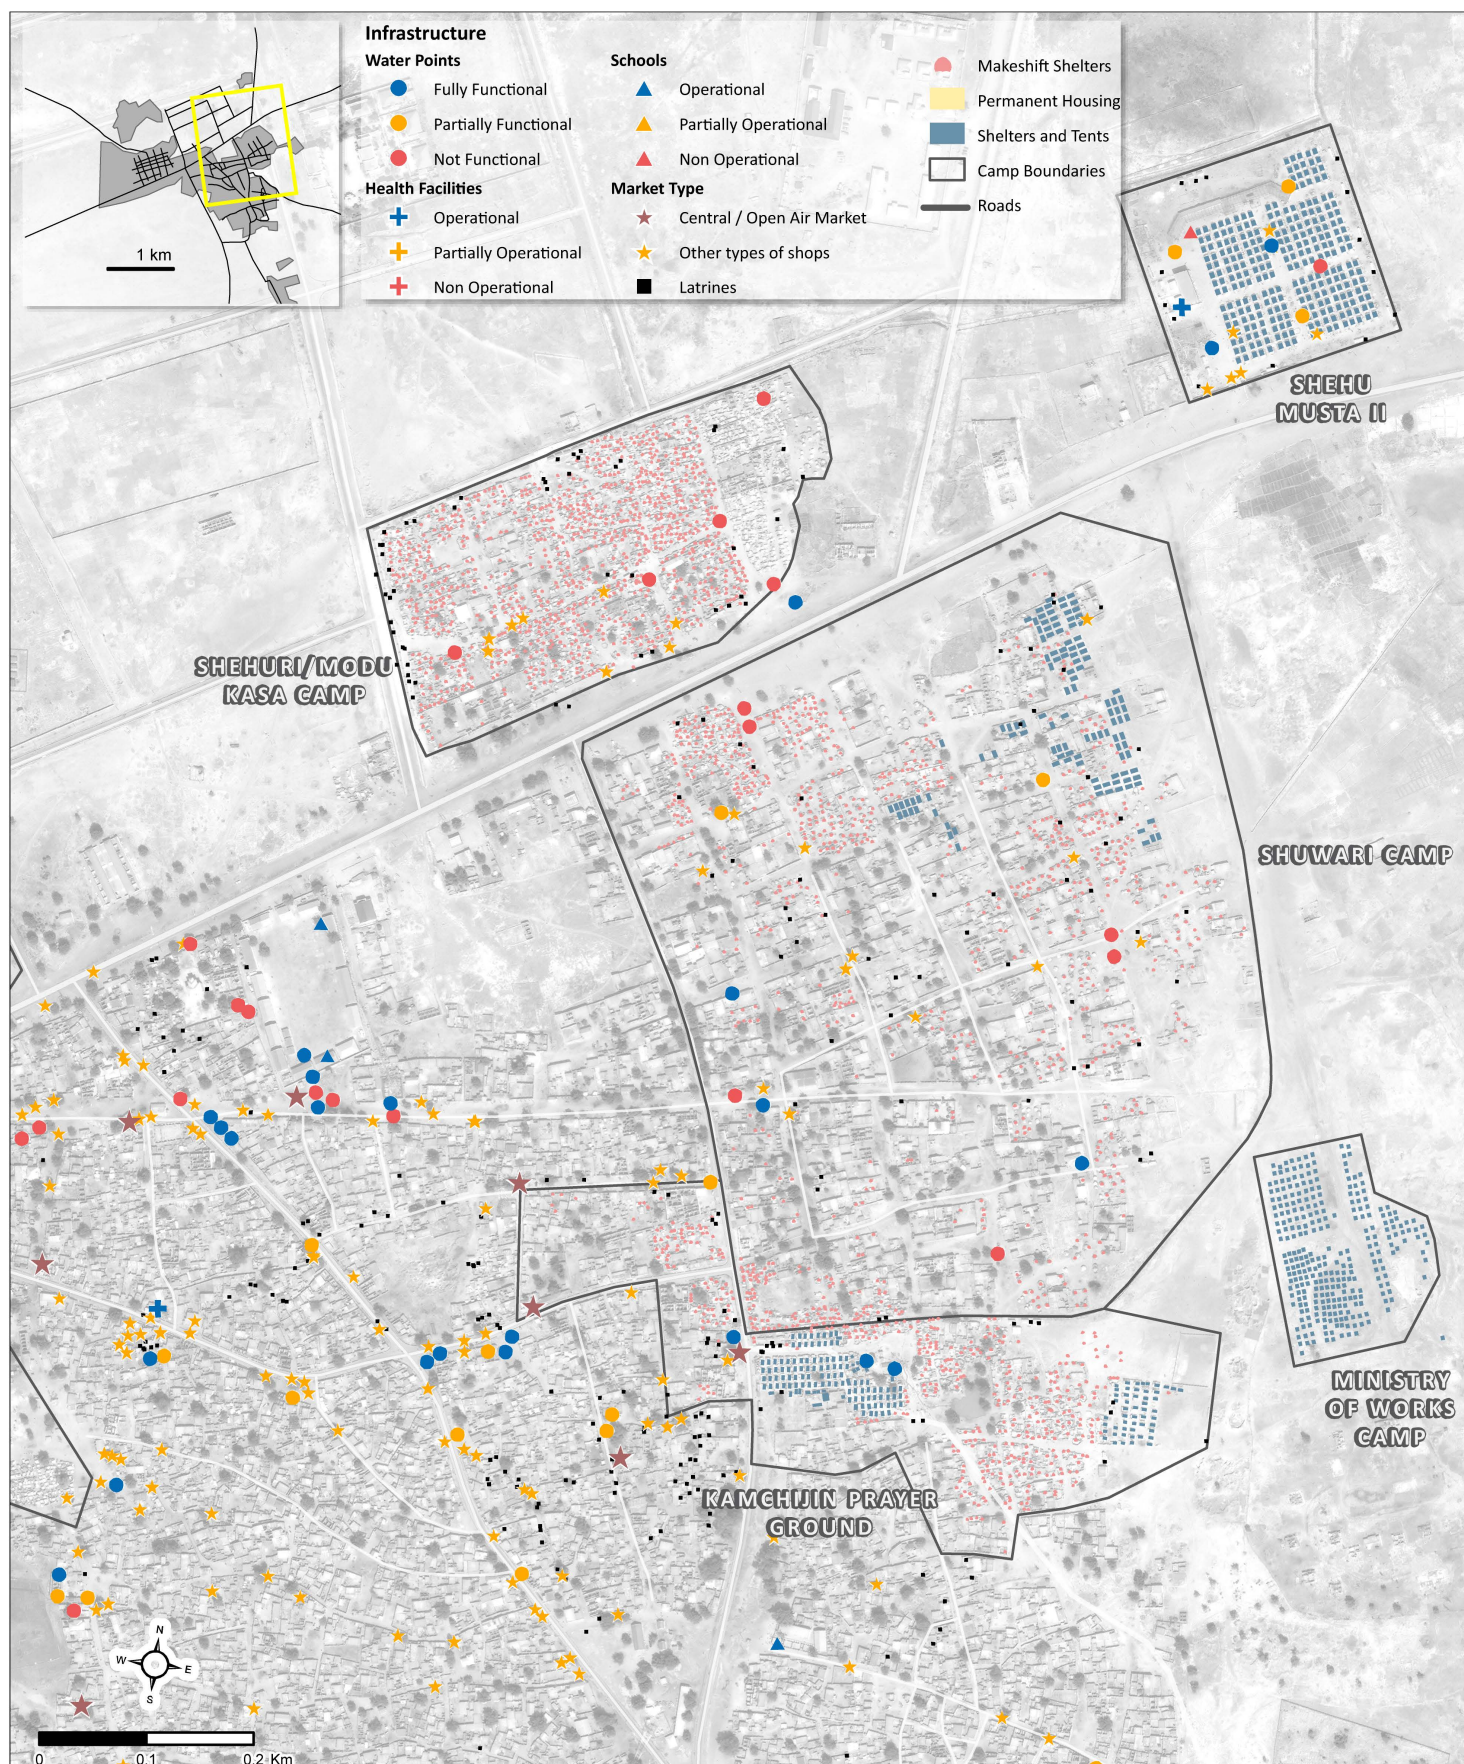 Infrastructure
Water Points
Fully Functional
Partially Functional
Not Functional
Health Facilities
Operational
Partially Operational
Non Operational
Schools
Operational
Partially Operational
Non Operational
Market Type
Central / Open Air Market
Other types of shops
Latrines
Makeshift Shelters
Permanent Housing
Shelters and Tents
Camp Boundaries
Roads
1 km
SHEHU
MUSTA II
SHEHURI/MODU
KASA CAMP
SHUWARI CAMP
MINISTRY
OF WORKS
CAMP
KAMCHIJIN PRAYER
GROUND
N
W
E
S
0
0.1
0.2 Km